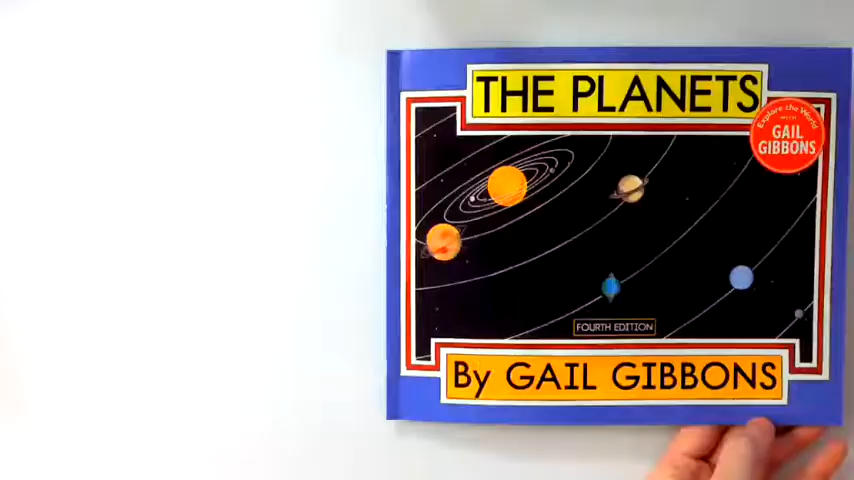 THE PLANETS
Explore the World
WITH
GAIL
GIBBONS
FOURTH EDITION
By GAIL GIBBONS